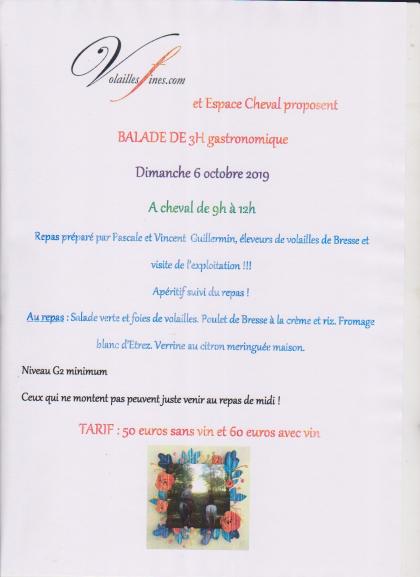 Volailles fines.com
et Espace Cheval proposent
BALADE DE 3H gastronomique
Dimanche 6 octobre 2019
A cheval de 9h à 12h
Repas préparé par Pascale et Vincent Guillermin, éleveurs de volailles de Bresse et
visite de l'exploitation !!!
Apéritif suivi du repas !
Au repas : Salade verte et foies de volailles. Poulet de Bresse à la crème et riz. Fromage
blanc d'Etrez. Verrine au citron meringuée maison.
Niveau G2 minimum
Ceux qui ne montent pas peuvent juste venir au repas de midi !
TARIF : 50 euros sans vin et 60 euros avec vin